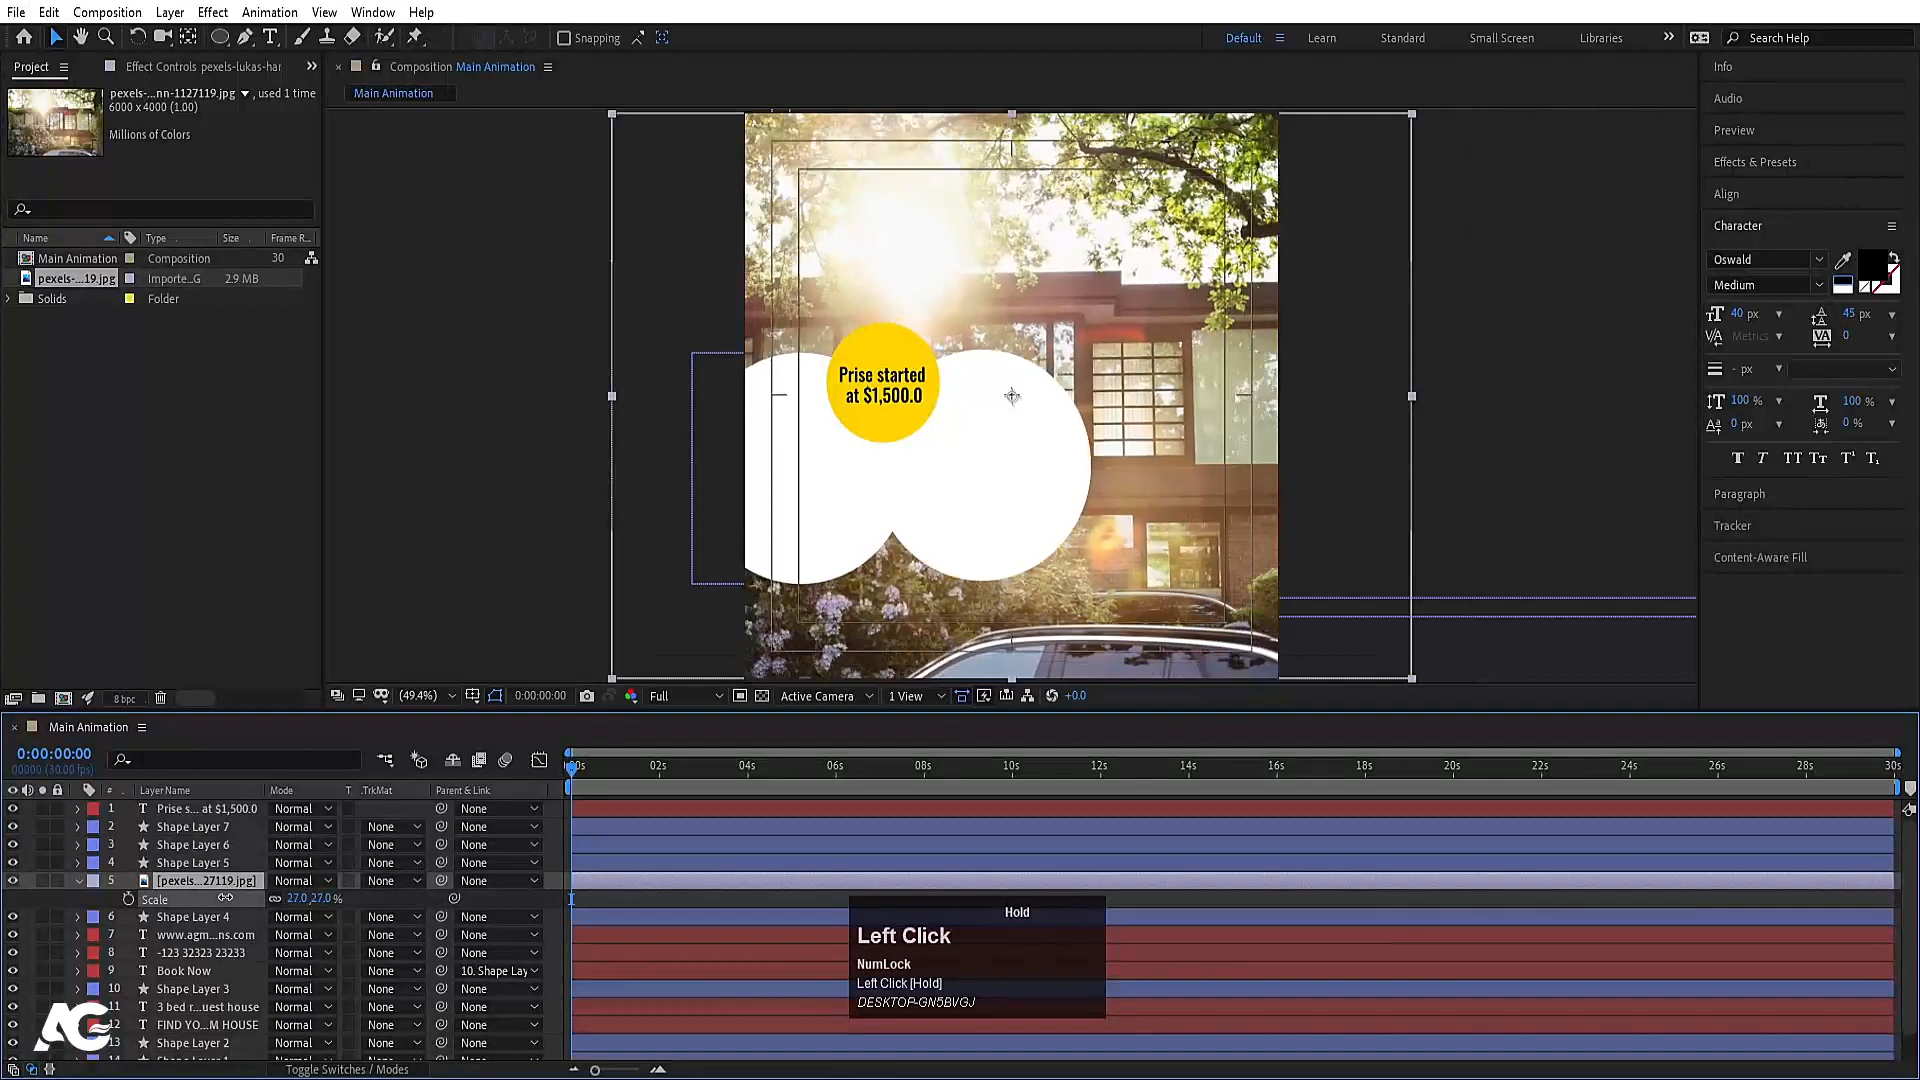 File Edit Composition Layer Effect Animation View Window Help
Snapping
Default Learn Standard Small Screen Libraries Search Help
Project Effect Controls pexels-lukas-har
pexels-...nn-1127119.jpg , used 1 time
6000 x 4000 (1.00)
Millions of Colors
Name Type Size Frame R...
Main Animation Composition 30
pexels-...19.jpg Importe...G 2.9 MB
Solids Folder
8 bpc
Composition Main Animation
Main Animation
Prise started
at $1,500.0
(49.4%) 0:00:00:00 Full Active Camera 1 View +0.0
Info
Audio
Preview
Effects & Presets
Align
Character
Oswald
Medium
40 px 45 px
Metrics 0
- px
100 % 100 %
0 px 0 %
T T TT Tт T¹ T₁
Paragraph
Tracker
Content-Aware Fill
Main Animation
0:00:00:00
00000 (30.00 fps)
# Layer Name Mode T .TrkMat Parent & Link
02s 04s 06s 08s 10s 12s 14s 16s 18s 20s 22s 24s 26s 28s 30s
1 T Prise s... at $1,500.0 Normal None
2 Shape Layer 7 Normal None None
3 Shape Layer 6 Normal None None
4 Shape Layer 5 Normal None None
5 [pexels...27119.jpg] Normal None None
Scale 27.0,27.0 %
6 Shape Layer 4 Normal None None
7 T www.agm...ns.com Normal None None
8 T -123 32323 23233 Normal None None
9 T Book Now Normal None 10. Shape Lay
10 Shape Layer 3 Normal None None
11 T 3 bed r...uest house Normal None None
12 T FIND YO...M HOUSE Normal None None
13 Shape Layer 2 Normal None None
Toggle Switches / Modes
Hold
Left Click
NumLock
Left Click [Hold]
DESKTOP-GN5BVGJ
AG